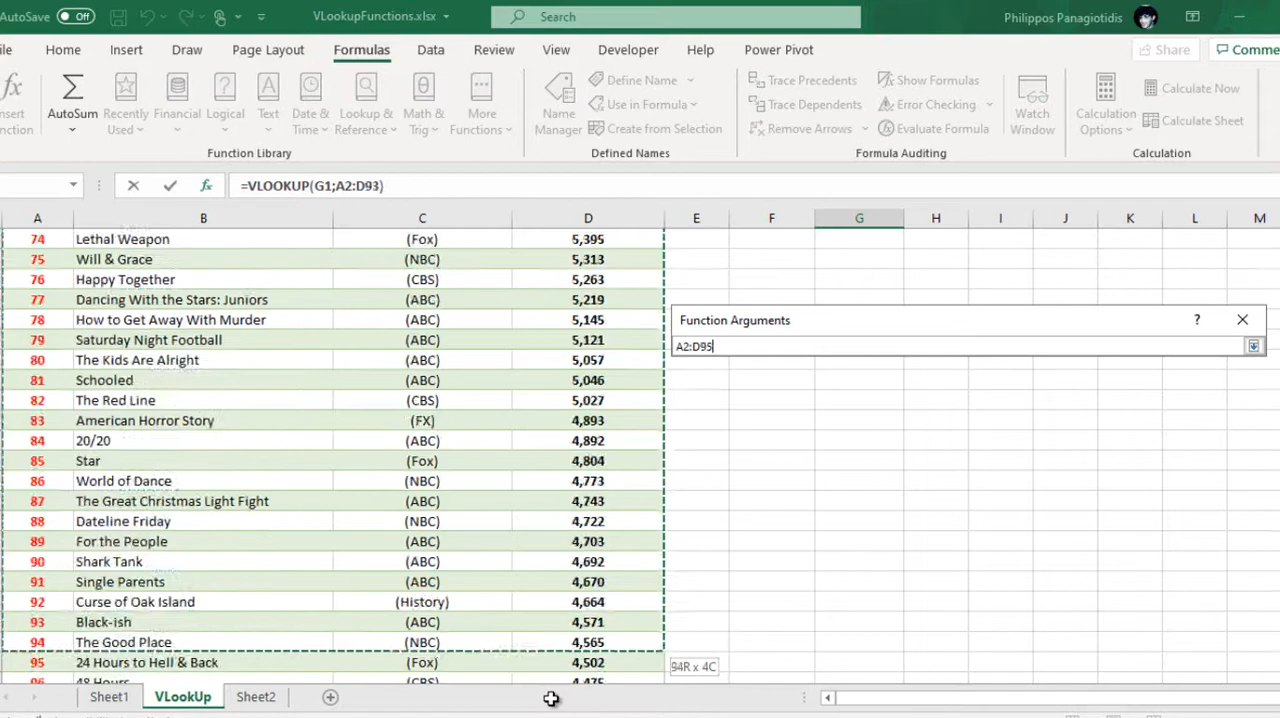 AutoSave Off VLookupFunctions.xlsx Search Philippos Panagiotidis
ile Home Insert Draw Page Layout Formulas Data Review View Developer Help Power Pivot Share Comme
nsert nction
AutoSum
Recently Used
Financial
Logical
Text
Date & Time
Lookup & Reference
Math & Trig
More Functions
Function Library
Name Manager
Define Name
Use in Formula
Create from Selection
Defined Names
Trace Precedents
Trace Dependents
Remove Arrows
Show Formulas
Error Checking
Evaluate Formula
Formula Auditing
Watch Window
Calculation Options
Calculate Now
Calculate Sheet
Calculation
fx =VLOOKUP(G1;A2:D93)
A B C D E F G H I J K L M
74 Lethal Weapon (Fox) 5,395
75 Will & Grace (NBC) 5,313
76 Happy Together (CBS) 5,263
77 Dancing With the Stars: Juniors (ABC) 5,219
78 How to Get Away With Murder (ABC) 5,145
79 Saturday Night Football (ABC) 5,121
80 The Kids Are Alright (ABC) 5,057
81 Schooled (ABC) 5,046
82 The Red Line (CBS) 5,027
83 American Horror Story (FX) 4,893
84 20/20 (ABC) 4,892
85 Star (Fox) 4,804
86 World of Dance (NBC) 4,773
87 The Great Christmas Light Fight (ABC) 4,743
88 Dateline Friday (NBC) 4,722
89 For the People (ABC) 4,703
90 Shark Tank (ABC) 4,692
91 Single Parents (ABC) 4,670
92 Curse of Oak Island (History) 4,664
93 Black-ish (ABC) 4,571
94 The Good Place (NBC) 4,565
95 24 Hours to Hell & Back (Fox) 4,502
96 48 Hours (CBS) 4,475
Function Arguments ?
A2:D95
94R x 4C
Sheet1 VLookUp Sheet2